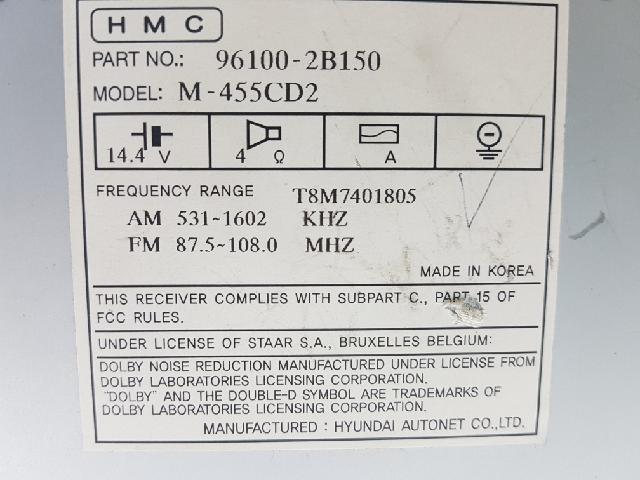 HMC
PART NO.: 96100-2B150
MODEL: M-455CD2
14.4 V 4 Ω A
FREQUENCY RANGE T8M7401805
AM 531~1602 KHZ
FM 87.5~108.0 MHZ
MADE IN KOREA
THIS RECEIVER COMPLIES WITH SUBPART C., PART 15 OF
FCC RULES.
UNDER LICENSE OF STAAR S.A., BRUXELLES BELGIUM:
DOLBY NOISE REDUCTION MANUFACTURED UNDER LICENSE FROM
DOLBY LABORATORIES LICENSING CORPORATION.
"DOLBY" AND THE DOUBLE-D SYMBOL ARE TRADEMARKS OF
DOLBY LABORATORIES LICENSING CORPORATION.
MANUFACTURED : HYUNDAI AUTONET CO.,LTD.